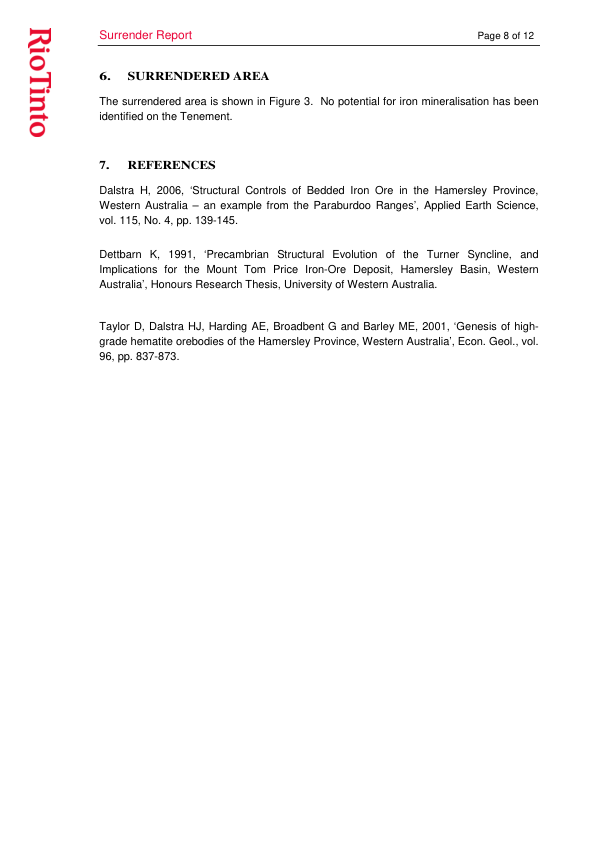 RioTinto
Surrender Report
Page 8 of 12
6. SURRENDERED AREA
The surrendered area is shown in Figure 3. No potential for iron mineralisation has been
identified on the Tenement.
7. REFERENCES
Dalstra H, 2006, ‘Structural Controls of Bedded Iron Ore in the Hamersley Province,
Western Australia – an example from the Paraburdoo Ranges’, Applied Earth Science,
vol. 115, No. 4, pp. 139-145.
Dettbarn K, 1991, ‘Precambrian Structural Evolution of the Turner Syncline, and
Implications for the Mount Tom Price Iron-Ore Deposit, Hamersley Basin, Western
Australia’, Honours Research Thesis, University of Western Australia.
Taylor D, Dalstra HJ, Harding AE, Broadbent G and Barley ME, 2001, ‘Genesis of high-
grade hematite orebodies of the Hamersley Province, Western Australia’, Econ. Geol., vol.
96, pp. 837-873.